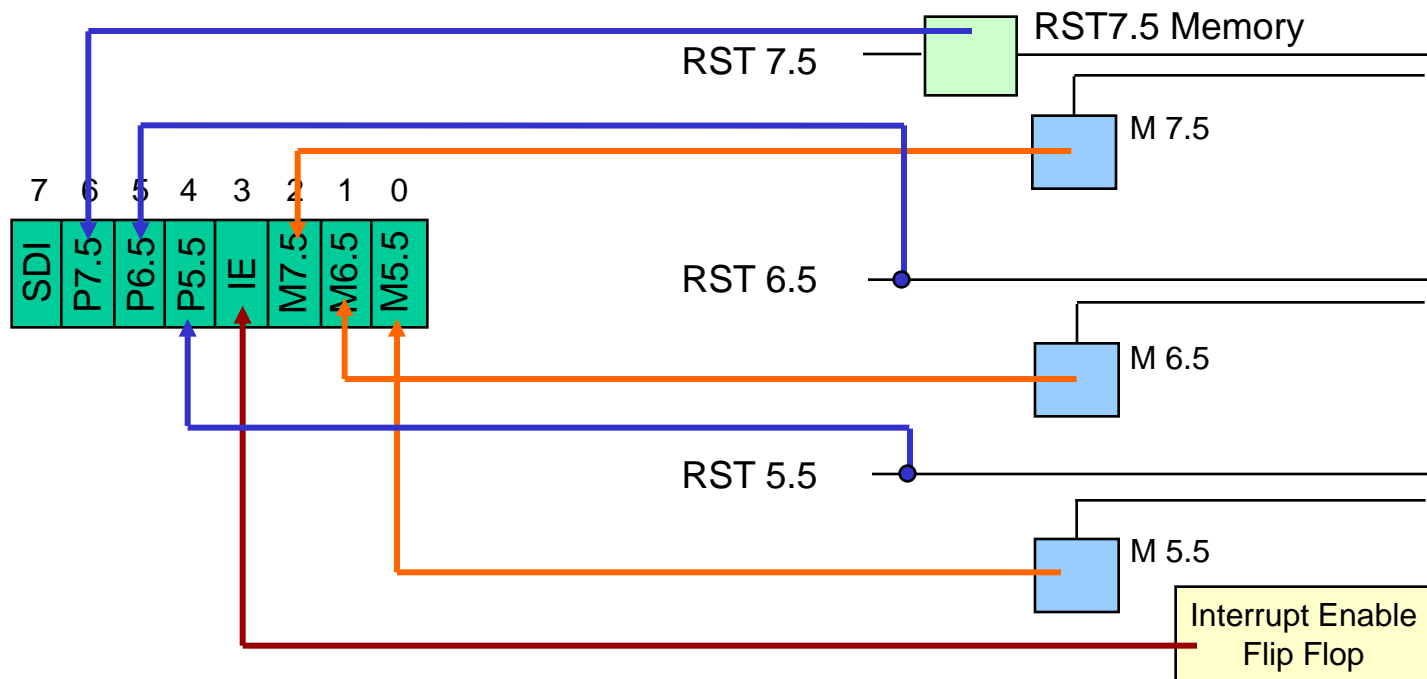 RST7.5 Memory
RST 7.5
M 7.5
7 6 5 4 3 2 1 0
SDI
P7.5
P6.5
P5.5
IE
M7.5
M6.5
M5.5
RST 6.5
M 6.5
RST 5.5
M 5.5
Interrupt Enable
Flip Flop